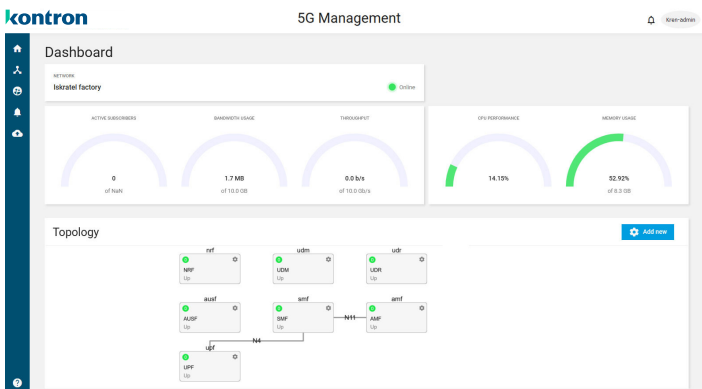 kontron
5G Management
Kren-admin
Dashboard
NETWORK
Iskratel factory
Online
ACTIVE SUBSCRIBERS
BANDWIDTH USAGE
THROUGHPUT
CPU PERFORMANCE
MEMORY USAGE
0
of NaN
1.7 MB
of 10.0 GB
0.0 b/s
of 10.0 Gb/s
14.15%
52.92%
of 8.3 GB
Topology
Add new
nrf
NRF
Up
udm
UDM
Up
udr
UDR
Up
ausf
AUSF
Up
smf
SMF
Up
N11
amf
AMF
Up
N4
upf
UPF
Up